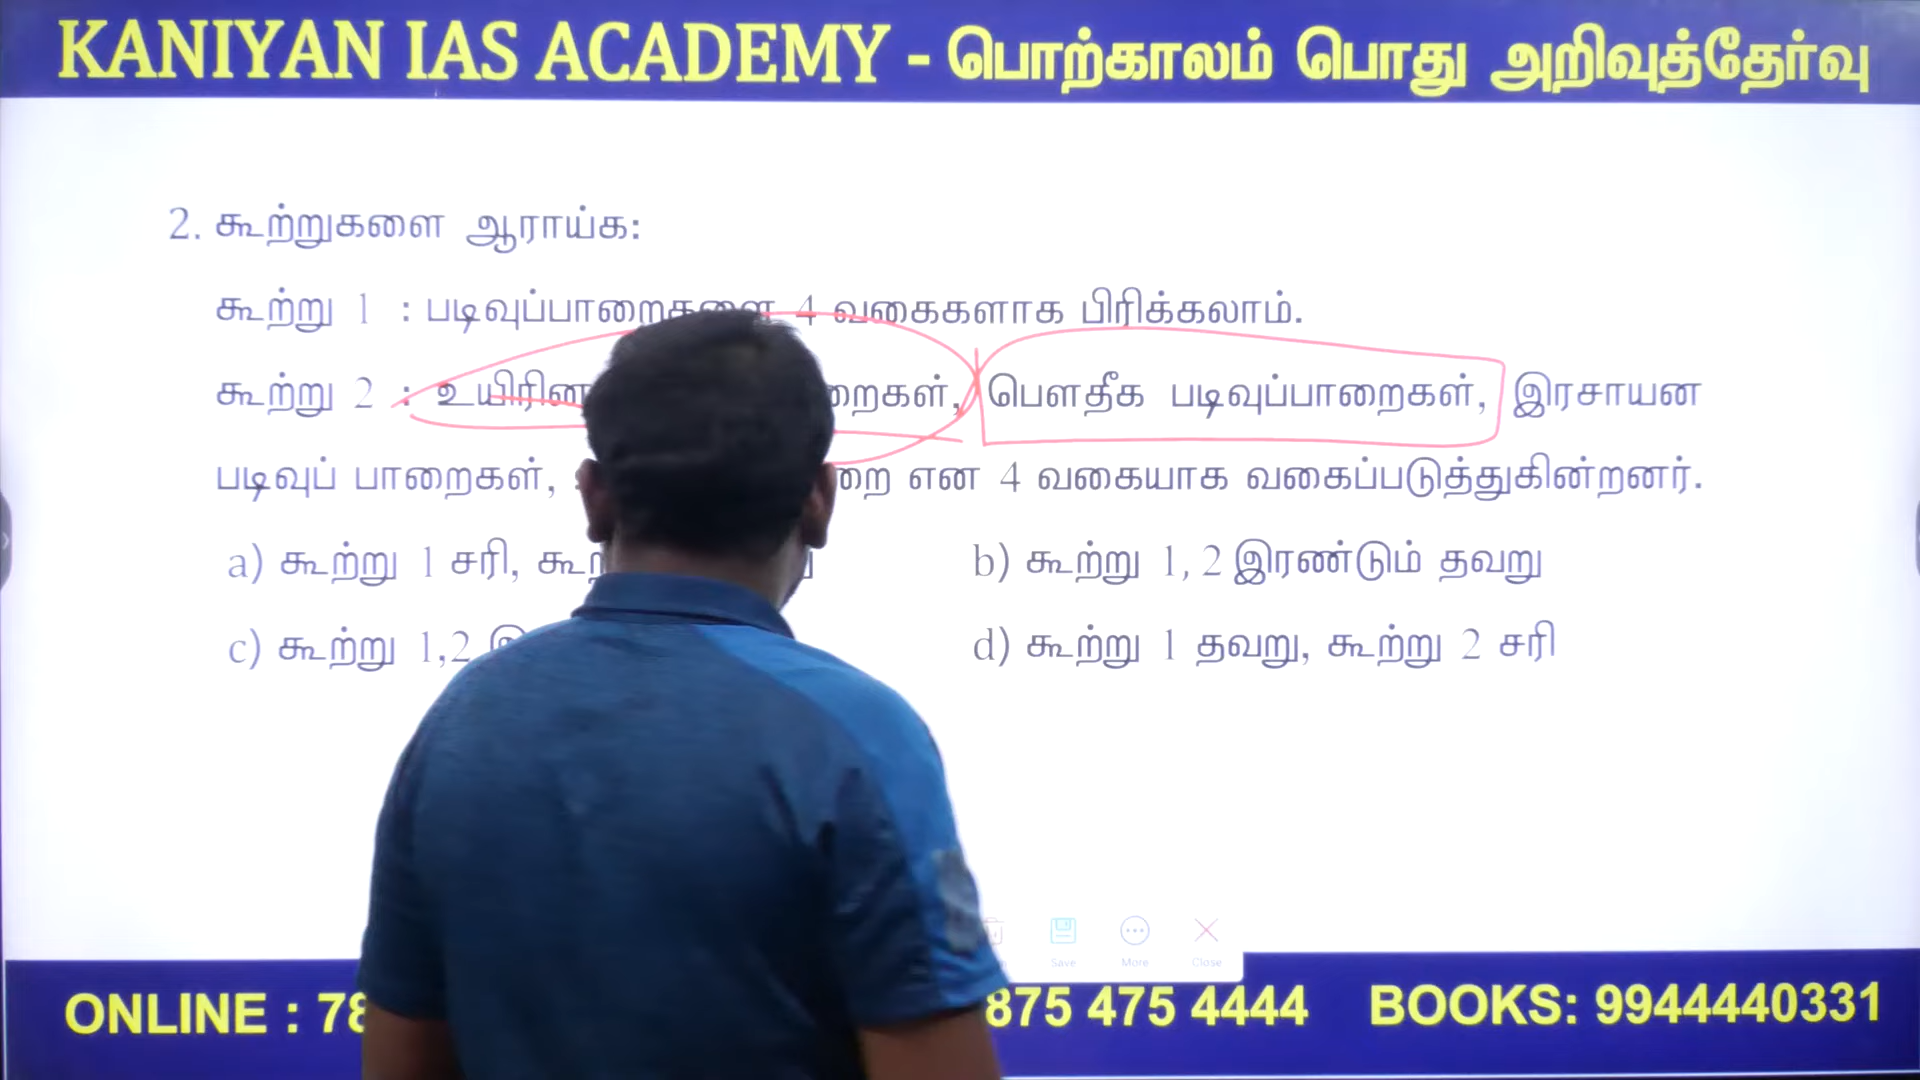 KANIYAN IAS ACADEMY - பொற்காலம் பொது அறிவுத்தேர்வு
2. கூற்றுகளை ஆராய்க:
கூற்று 1 : படிவுப்பாறைகளை 4 வகைகளாக பிரிக்கலாம்.
கூற்று 2 : பௌதீக படிவுப்பாறைகள், இரசாயன
படிவுப் பாறைகள், என 4 வகையாக வகைப்படுத்துகின்றனர்.
a) கூற்று 1 சரி,
b) கூற்று 1, 2 இரண்டும் தவறு
c) கூற்று 1,2
d) கூற்று 1 தவறு, கூற்று 2 சரி
Save More Close
ONLINE : 78 875 475 4444 BOOKS: 9944440331